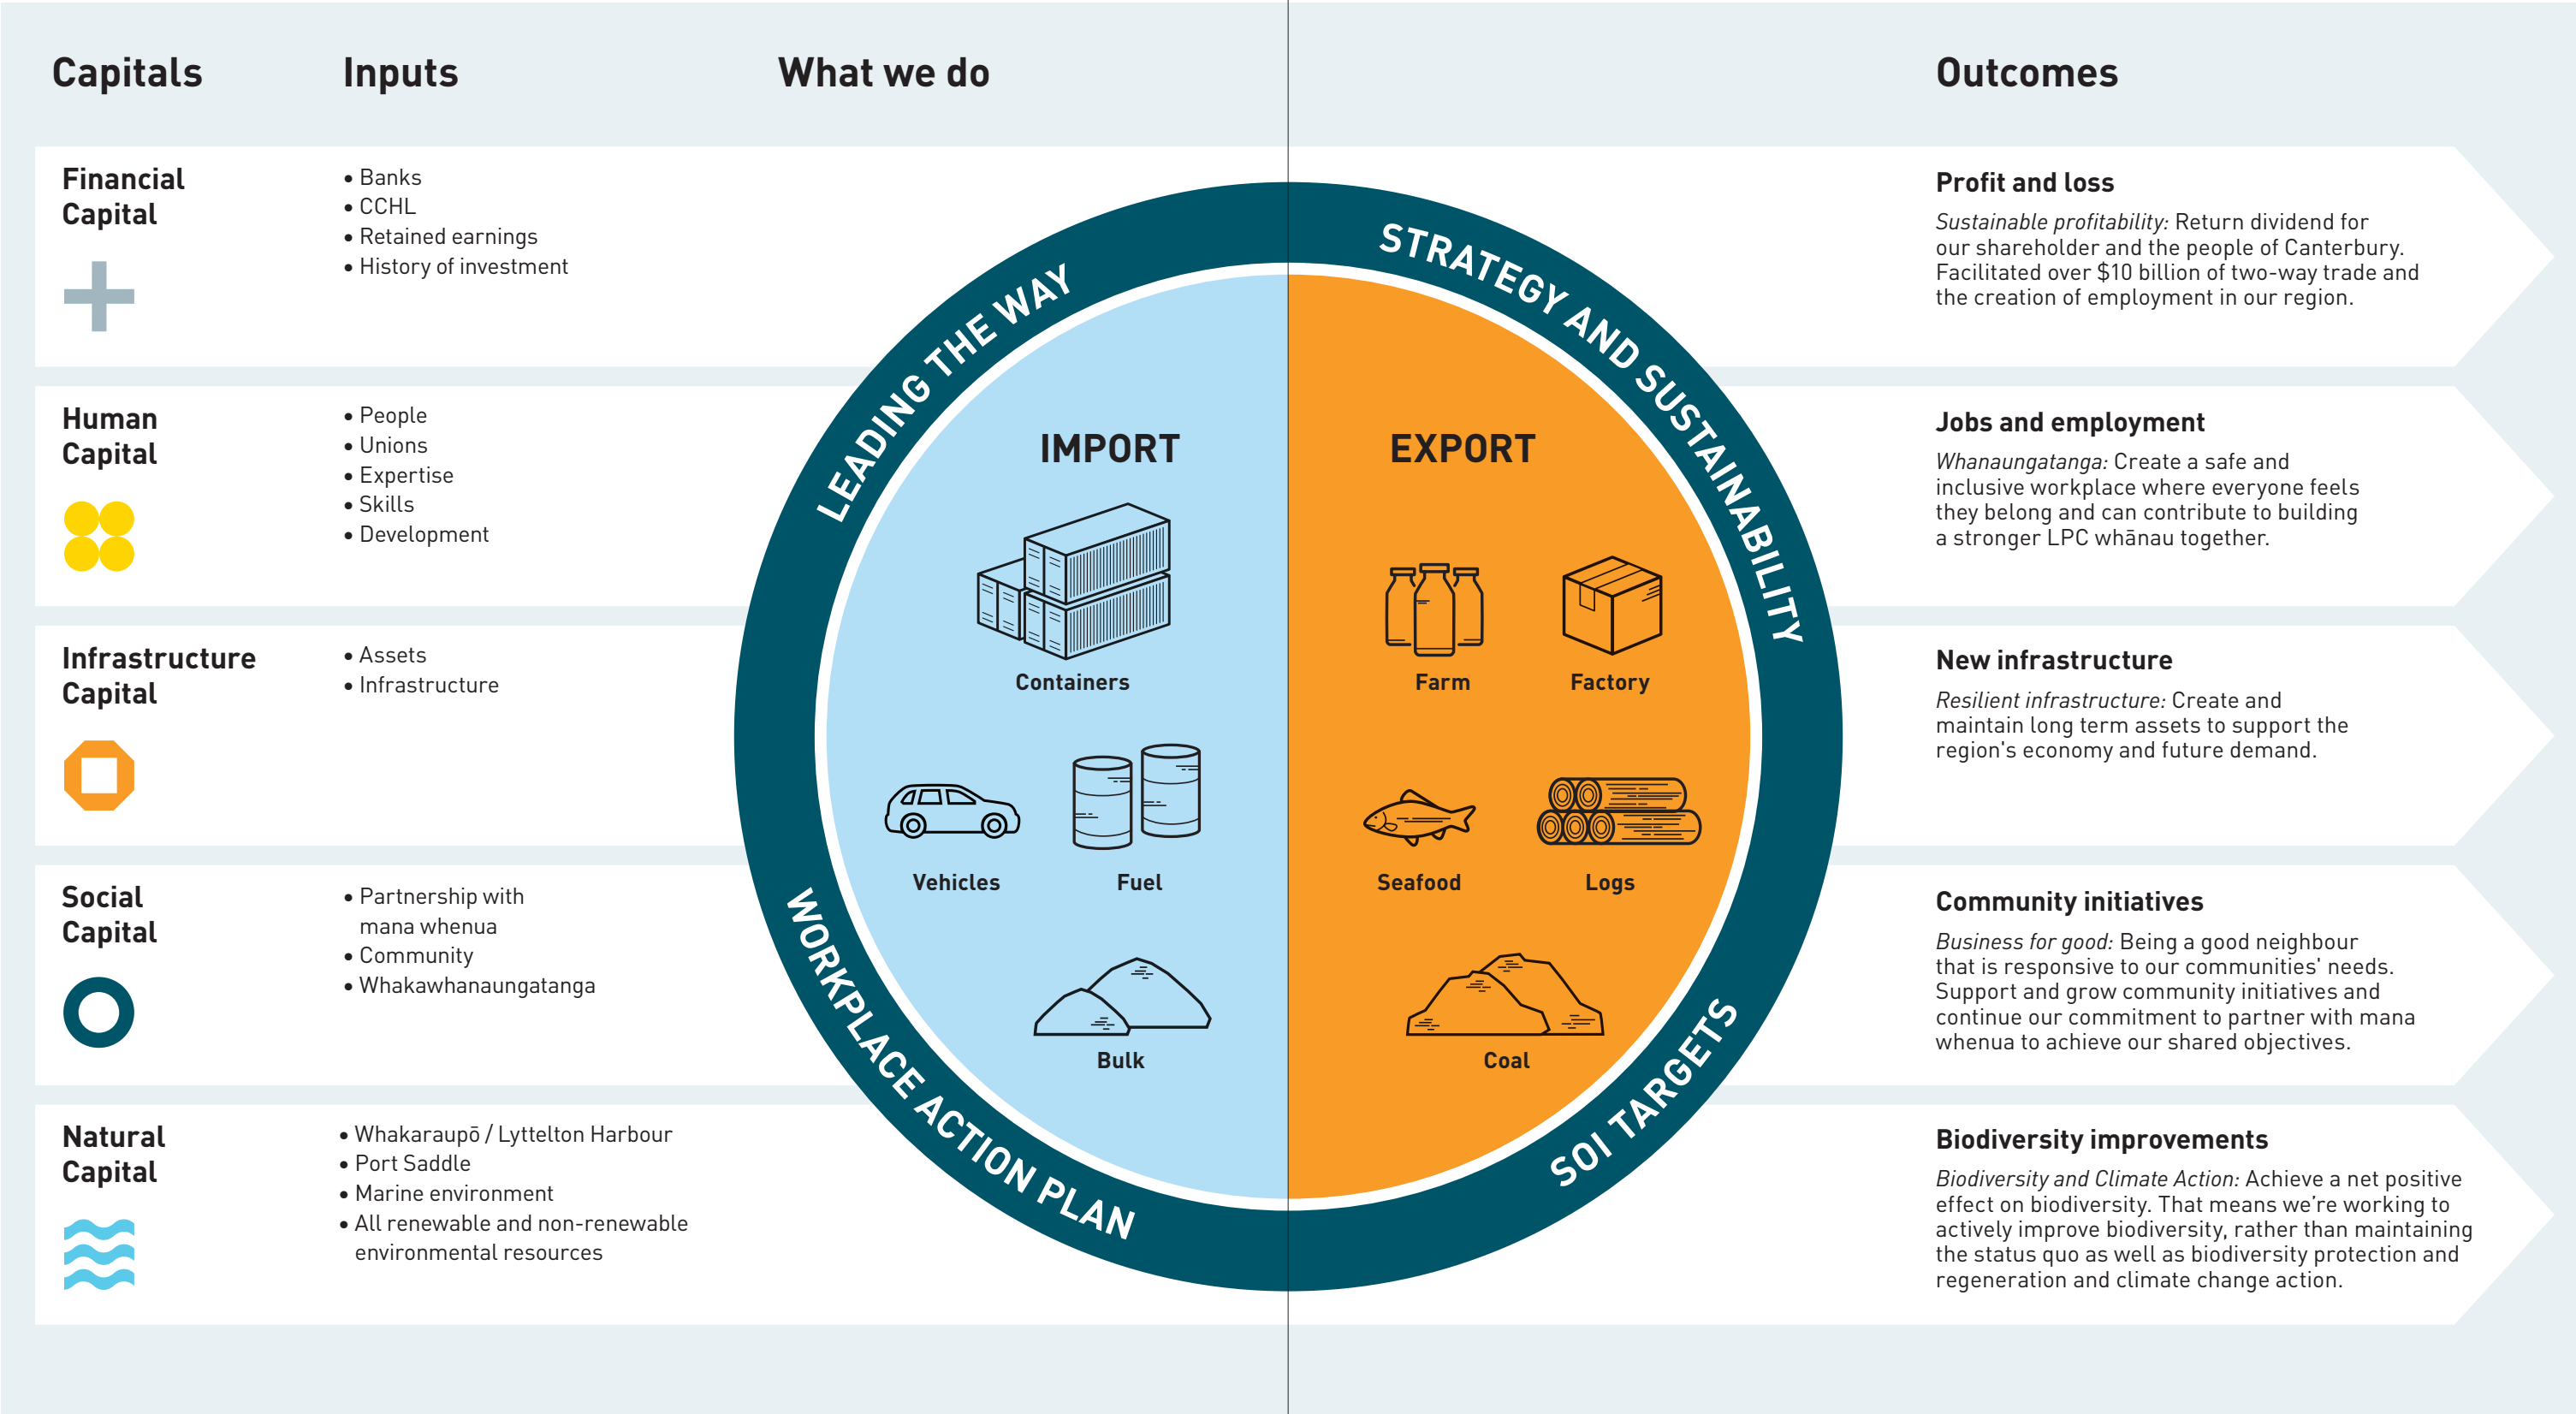 Capitals
Inputs
What we do
Outcomes
Financial
Capital
• Banks
• CCHL
• Retained earnings
• History of investment
Human
Capital
• People
• Unions
• Expertise
• Skills
• Development
Infrastructure
Capital
• Assets
• Infrastructure
Social
Capital
• Partnership with
mana whenua
• Community
• Whakawhanaungatanga
Natural
Capital
• Whakaraupō / Lyttelton Harbour
• Port Saddle
• Marine environment
• All renewable and non-renewable
environmental resources
LEADING THE WAY
STRATEGY AND SUSTAINABILITY
WORKPLACE ACTION PLAN
SOI TARGETS
IMPORT
Containers
Vehicles
Fuel
Bulk
EXPORT
Farm
Factory
Seafood
Logs
Coal
Profit and loss
Sustainable profitability: Return dividend for
our shareholder and the people of Canterbury.
Facilitated over $10 billion of two-way trade and
the creation of employment in our region.
Jobs and employment
Whanaungatanga: Create a safe and
inclusive workplace where everyone feels
they belong and can contribute to building
a stronger LPC whānau together.
New infrastructure
Resilient infrastructure: Create and
maintain long term assets to support the
region's economy and future demand.
Community initiatives
Business for good: Being a good neighbour
that is responsive to our communities' needs.
Support and grow community initiatives and
continue our commitment to partner with mana
whenua to achieve our shared objectives.
Biodiversity improvements
Biodiversity and Climate Action: Achieve a net positive
effect on biodiversity. That means we’re working to
actively improve biodiversity, rather than maintaining
the status quo as well as biodiversity protection and
regeneration and climate change action.